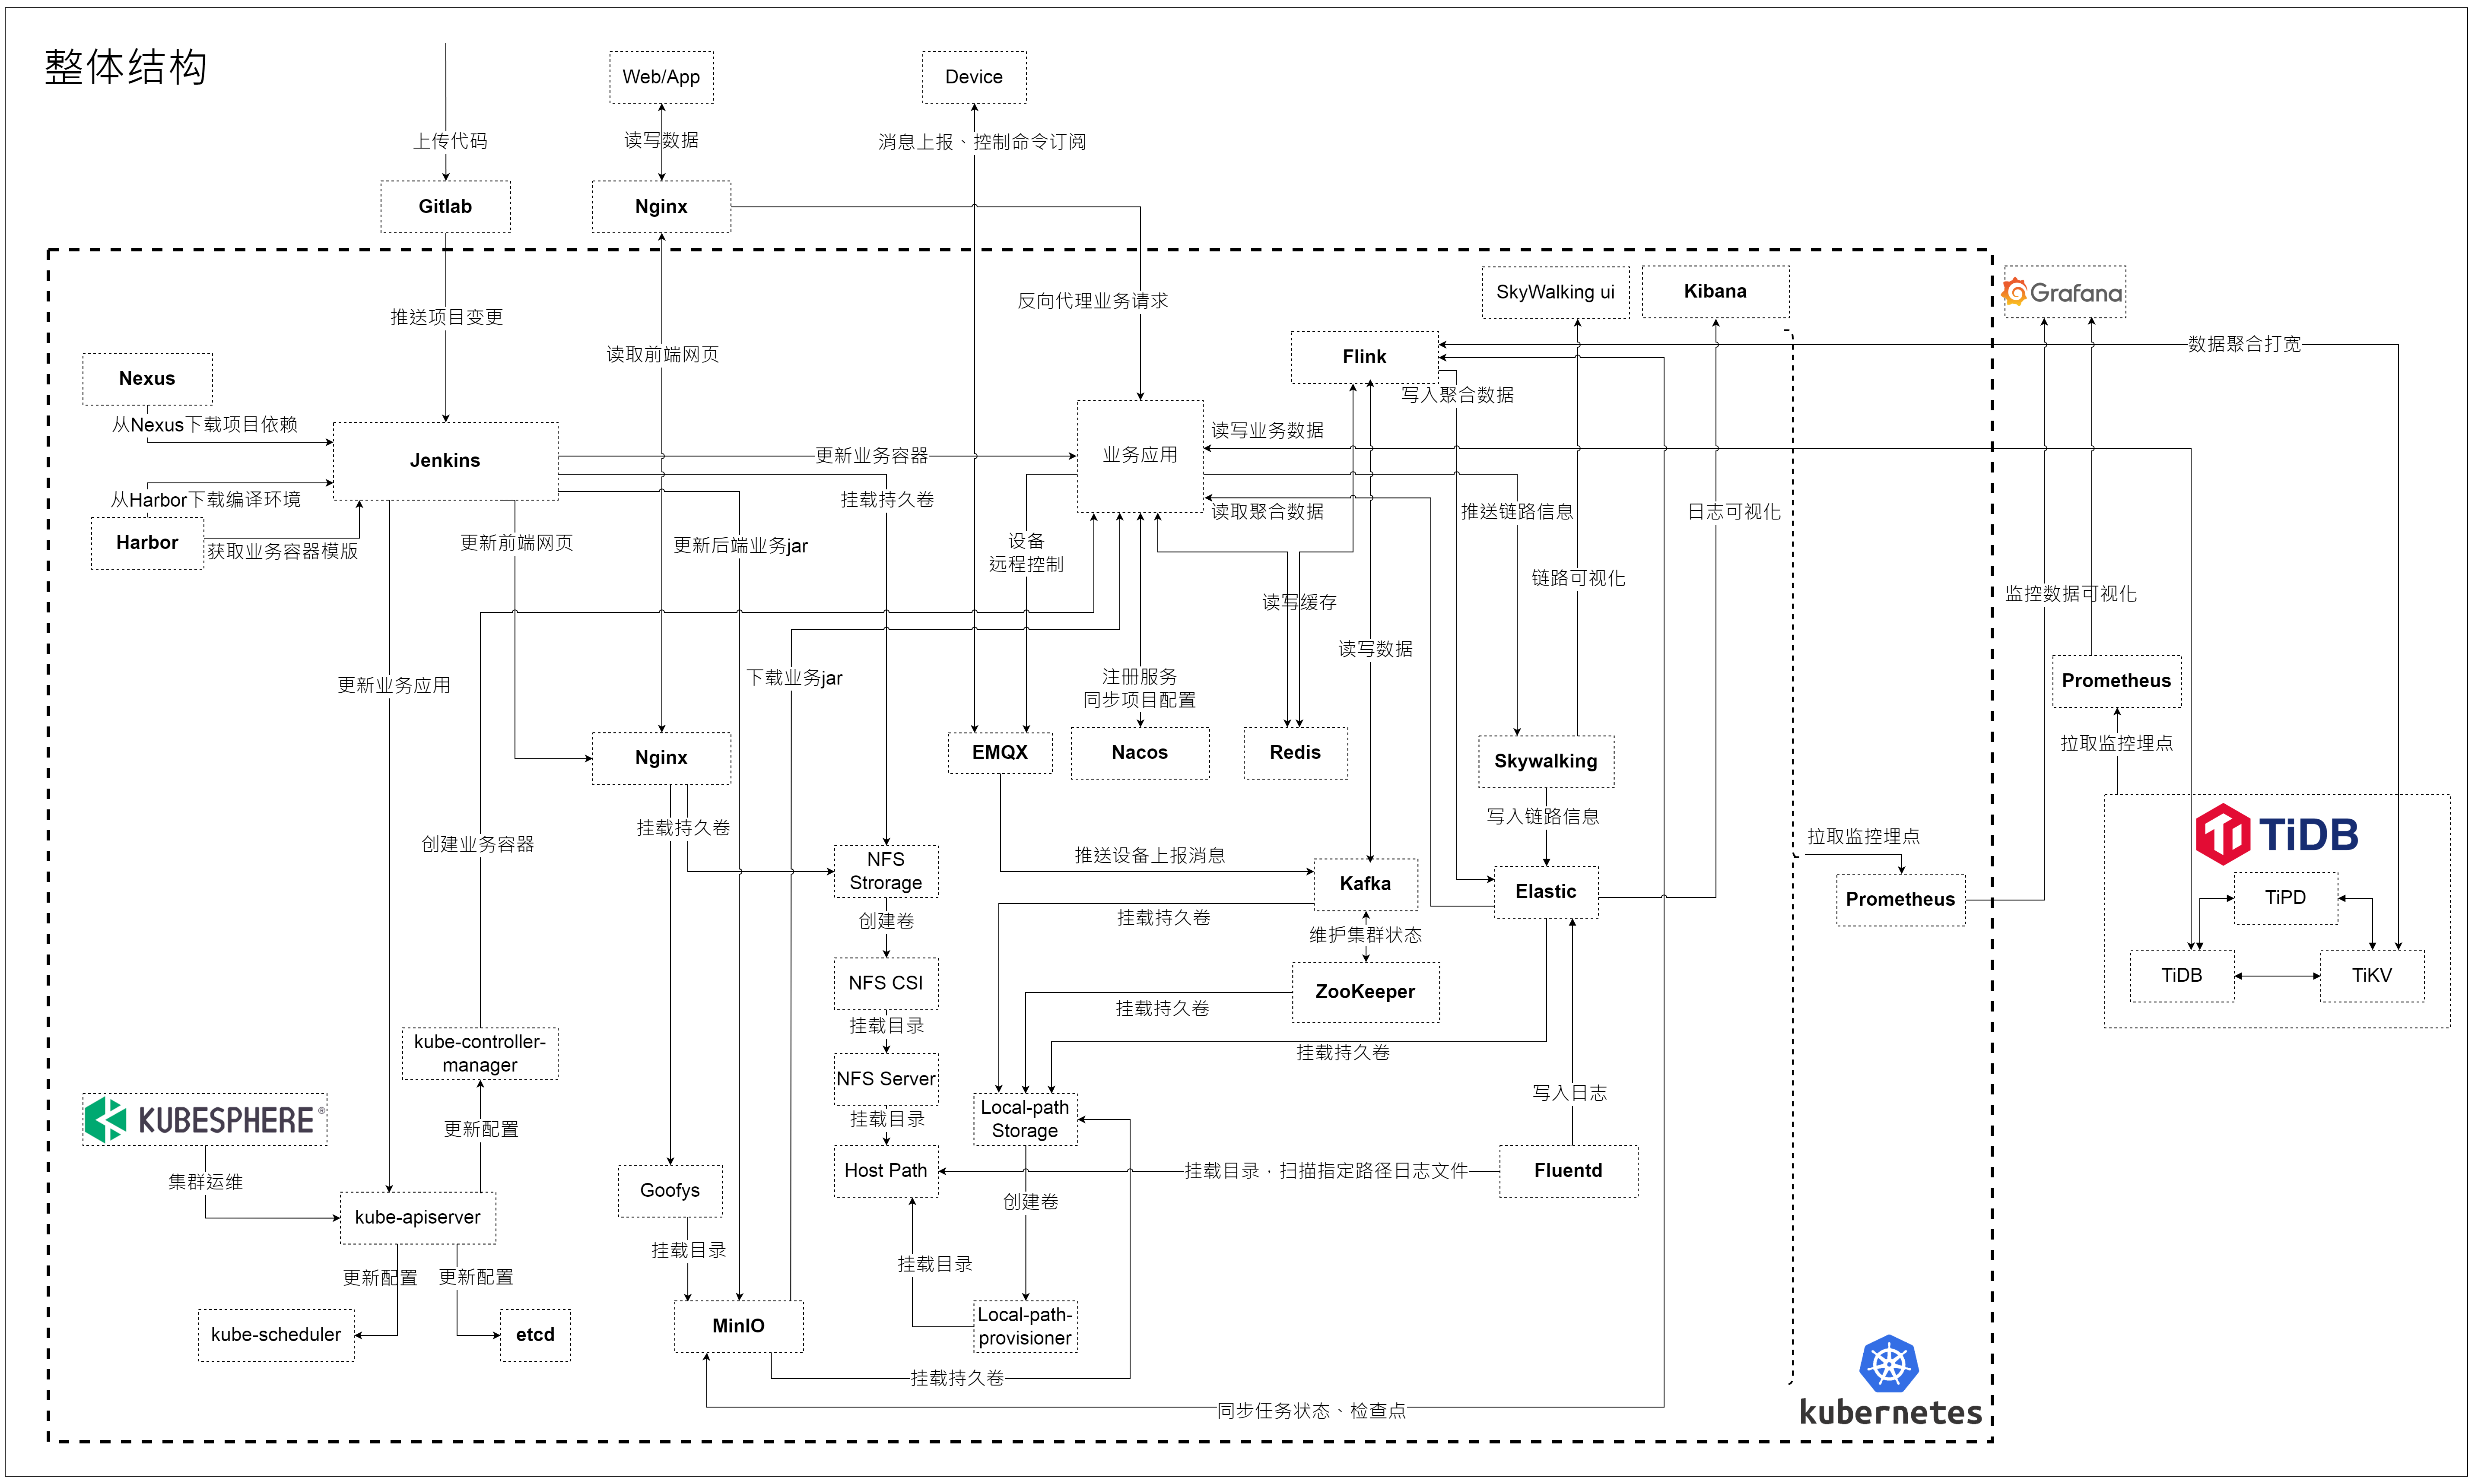 整体结构
Web/App
Device
上传代码
读写数据
消息上报、控制命令订阅
Gitlab
Nginx
反向代理业务请求
SkyWalking ui
Kibana
Grafana
推送项目变更
读取前端网页
Flink
数据聚合打宽
Nexus
从Nexus下载项目依赖
写入聚合数据
Jenkins
更新业务容器
业务应用
读写业务数据
挂载持久卷
从Harbor下载编译环境
读取聚合数据
推送链路信息
日志可视化
Harbor
获取业务容器模版
更新前端网页
更新后端业务jar
设备
远程控制
链路可视化
监控数据可视化
读写缓存
读写数据
更新业务应用
下载业务jar
注册服务
同步项目配置
Prometheus
拉取监控埋点
Nginx
EMQX
Nacos
Redis
Skywalking
写入链路信息
挂载持久卷
创建业务容器
推送设备上报消息
拉取监控埋点
TiDB
NFS
Strorage
Kafka
Elastic
Prometheus
TiPD
创建卷
挂载持久卷
维护集群状态
TiDB
TiKV
NFS CSI
ZooKeeper
挂载持久卷
挂载目录
kube-controller-
manager
挂载持久卷
NFS Server
写入日志
KUBESPHERE®
更新配置
挂载目录
Local-path
Storage
集群运维
Host Path
挂载目录，扫描指定路径日志文件
Fluentd
Goofys
kube-apiserver
创建卷
挂载目录
挂载目录
更新配置
更新配置
kube-scheduler
etcd
MinIO
Local-path-
provisioner
挂载持久卷
同步任务状态、检查点
kubernetes